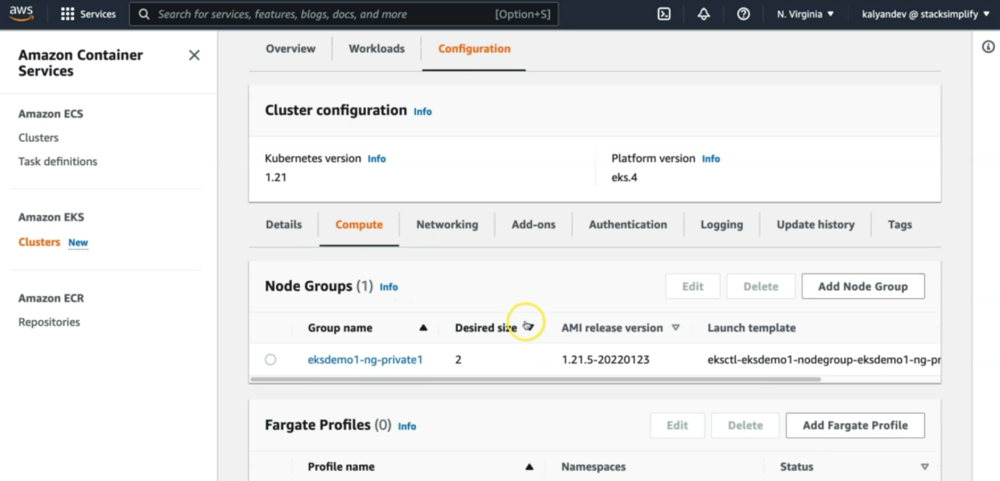 aws Services Search for services, features, blogs, docs, and more [Option+S] N. Virginia ▼ kalyandev @ stacksimplify ▼
Amazon Container
Services
Amazon ECS
Clusters
Task definitions
Amazon EKS
Clusters New
Amazon ECR
Repositories
Overview Workloads Configuration
Cluster configuration Info
Kubernetes version Info Platform version Info
1.21 eks.4
Details Compute Networking Add-ons Authentication Logging Update history Tags
Node Groups (1) Info Edit Delete Add Node Group
Group name Desired size AMI release version Launch template
eksdemo1-ng-private1 2 1.21.5-20220123 eksctl-eksdemo1-nodegroup-eksdemo1-ng-pr
Fargate Profiles (0) Info Edit Delete Add Fargate Profile
Profile name Namespaces Status